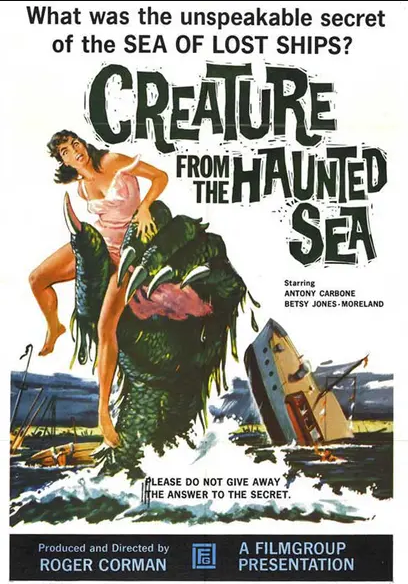 What was the unspeakable secret
of the SEA OF LOST SHIPS?
CREATURE
FROM
THE HAUNTED
SEA
Starring
ANTONY CARBONE
BETSY JONES-MORELAND
PLEASE DO NOT GIVE AWAY
THE ANSWER TO THE SECRET.
Produced and Directed by
ROGER CORMAN
FG
A FILMGROUP
PRESENTATION